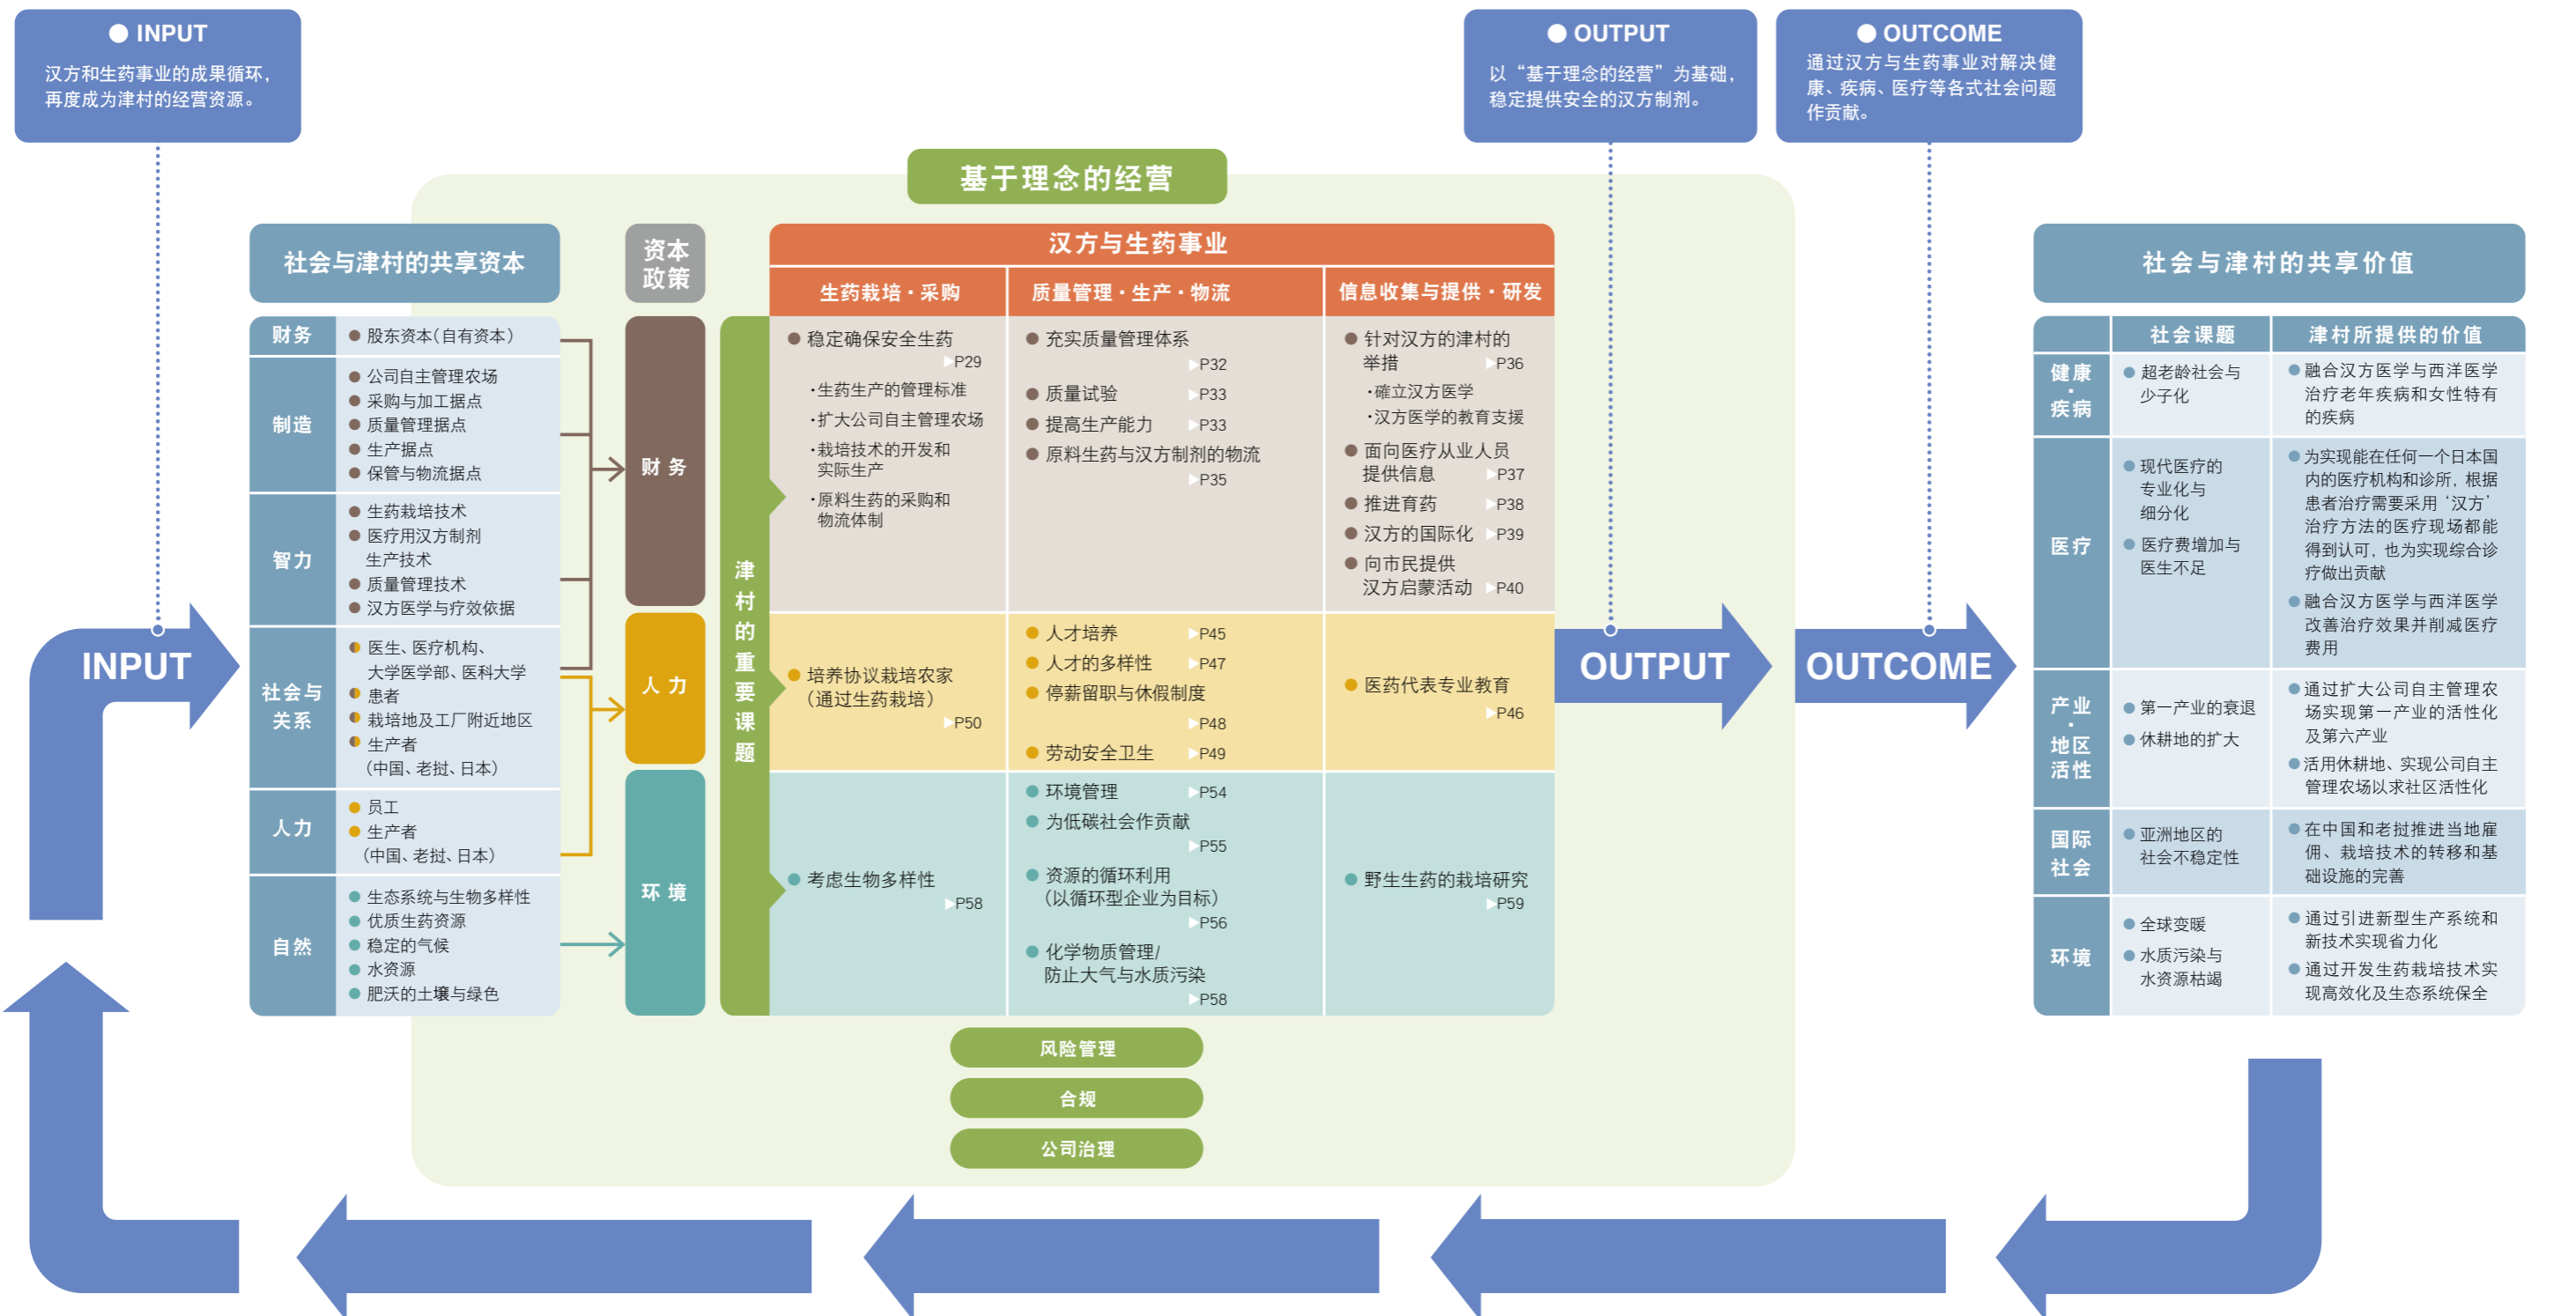 ● INPUT
汉方和生药事业的成果循环,
再度成为津村的经营资源。
● OUTPUT
以“基于理念的经营”为基础,
稳定提供安全的汉方制剂。
● OUTCOME
通过汉方与生药事业对解决健
康、疾病、医疗等各式社会问题
作贡献。
基于理念的经营
INPUT
社会与津村的共享资本
财务
● 股东资本(自有资本)
制造
● 公司自主管理农场
● 采购与加工据点
● 质量管理据点
● 生产据点
● 保管与物流据点
智力
● 生药栽培技术
● 医疗用汉方制剂
生产技术
● 质量管理技术
● 汉方医学与疗效依据
社会与
关系
● 医生、医疗机构、
大学医学部、医科大学
● 患者
● 栽培地及工厂附近地区
● 生产者
(中国、老挝、日本)
人力
● 员工
● 生产者
(中国、老挝、日本)
自然
● 生态系统与生物多样性
● 优质生药资源
● 稳定的气候
● 水资源
● 肥沃的土壤与绿色
资本
政策
财务
人力
环境
津村的重要课题
汉方与生药事业
生药栽培・采购
质量管理・生产・物流
信息收集与提供・研发
● 稳定确保安全生药
▶P29
・生药生产的管理标准
・扩大公司自主管理农场
・栽培技术的开发和
实际生产
・原料生药的采购和
物流体制
● 充实质量管理体系
▶P32
● 质量试验 ▶P33
● 提高生产能力 ▶P33
● 原料生药与汉方制剂的物流
▶P35
● 针对汉方的津村的
举措 ▶P36
・確立汉方医学
・汉方医学的教育支援
● 面向医疗从业人员
提供信息 ▶P37
● 推进育药 ▶P38
● 汉方的国际化 ▶P39
● 向市民提供
汉方启蒙活动 ▶P40
● 培养协议栽培农家
(通过生药栽培)
▶P50
● 人才培养 ▶P45
● 人才的多样性 ▶P47
● 停薪留职与休假制度
▶P48
● 劳动安全卫生 ▶P49
● 医药代表专业教育
▶P46
● 考虑生物多样性
▶P58
● 环境管理 ▶P54
● 为低碳社会作贡献
▶P55
● 资源的循环利用
(以循环型企业为目标)
▶P56
● 化学物质管理/
防止大气与水质污染
▶P58
● 野生生药的栽培研究
▶P59
风险管理
合规
公司治理
OUTPUT
OUTCOME
社会与津村的共享价值
社会课题
津村所提供的价值
健康
・
疾病
● 超老龄社会与
少子化
● 融合汉方医学与西洋医学
治疗老年疾病和女性特有
的疾病
医疗
● 现代医疗的
专业化与
细分化
● 医疗费增加与
医生不足
● 为实现能在任何一个日本国
内的医疗机构和诊所, 根据
患者治疗需要采用‘汉方’
治疗方法的医疗现场都能
得到认可, 也为实现综合诊
疗做出贡献
● 融合汉方医学与西洋医学
改善治疗效果并削减医疗
费用
产业
・
地区
活性
● 第一产业的衰退
● 休耕地的扩大
● 通过扩大公司自主管理农
场实现第一产业的活性化
及第六产业
● 活用休耕地、实现公司自主
管理农场以求社区活性化
国际
社会
● 亚洲地区的
社会不稳定性
● 在中国和老挝推进当地雇
佣、栽培技术的转移和基
础设施的完善
环境
● 全球变暖
● 水质污染与
水资源枯竭
● 通过引进新型生产系统和
新技术实现省力化
● 通过开发生药栽培技术实
现高效化及生态系统保全